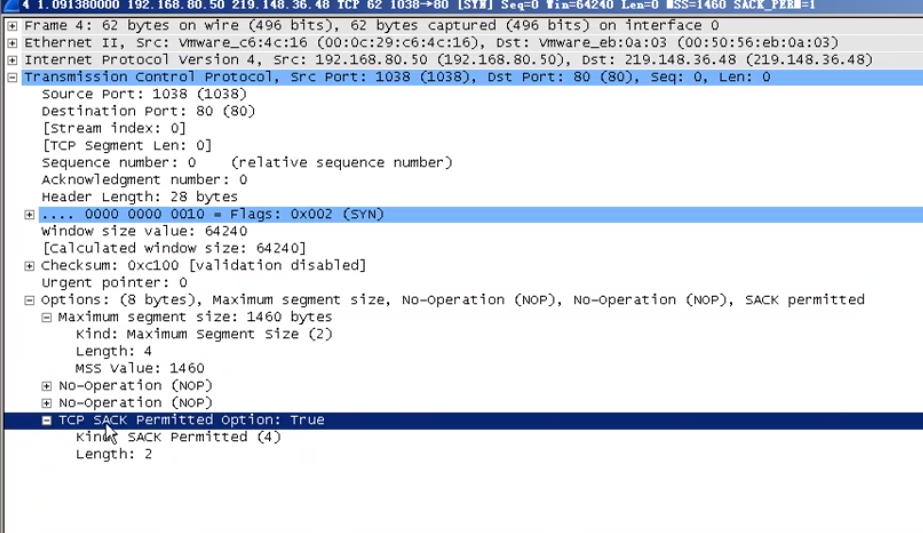 4 1.091380000 192.168.80.50 219.148.36.48 TCP 62 1038→80 [SYN] Seq=0 Win=64240 Len=0 MSS=1460 SACK_PERM=1
Frame 4: 62 bytes on wire (496 bits), 62 bytes captured (496 bits) on interface 0
Ethernet II, Src: Vmware_c6:4c:16 (00:0c:29:c6:4c:16), Dst: Vmware_eb:0a:03 (00:50:56:eb:0a:03)
Internet Protocol Version 4, Src: 192.168.80.50 (192.168.80.50), Dst: 219.148.36.48 (219.148.36.48)
Transmission Control Protocol, Src Port: 1038 (1038), Dst Port: 80 (80), Seq: 0, Len: 0
Source Port: 1038 (1038)
Destination Port: 80 (80)
[Stream index: 0]
[TCP Segment Len: 0]
Sequence number: 0 (relative sequence number)
Acknowledgment number: 0
Header Length: 28 bytes
.... 0000 0000 0010 = Flags: 0x002 (SYN)
Window size value: 64240
[Calculated window size: 64240]
Checksum: 0xc100 [validation disabled]
Urgent pointer: 0
Options: (8 bytes), Maximum segment size, No-Operation (NOP), No-Operation (NOP), SACK permitted
Maximum segment size: 1460 bytes
Kind: Maximum Segment Size (2)
Length: 4
MSS Value: 1460
No-Operation (NOP)
No-Operation (NOP)
TCP SACK Permitted Option: True
Kind: SACK Permitted (4)
Length: 2